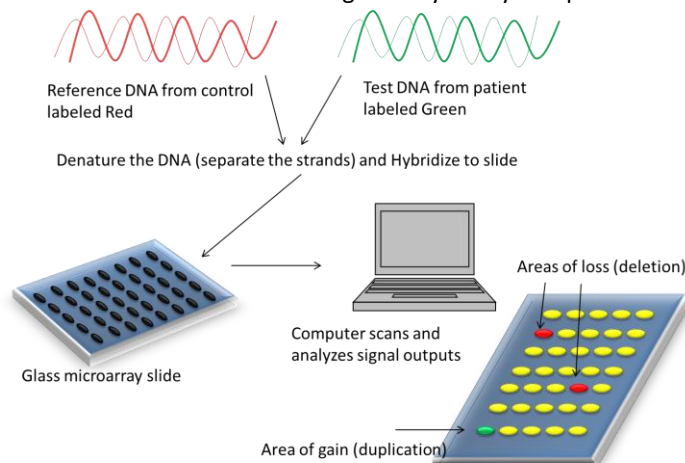 Reference DNA from control
labeled Red
Test DNA from patient
labeled Green
Denature the DNA (separate the strands) and Hybridize to slide
Areas of loss (deletion)
Computer scans and
analyzes signal outputs
Glass microarray slide
Area of gain (duplication)